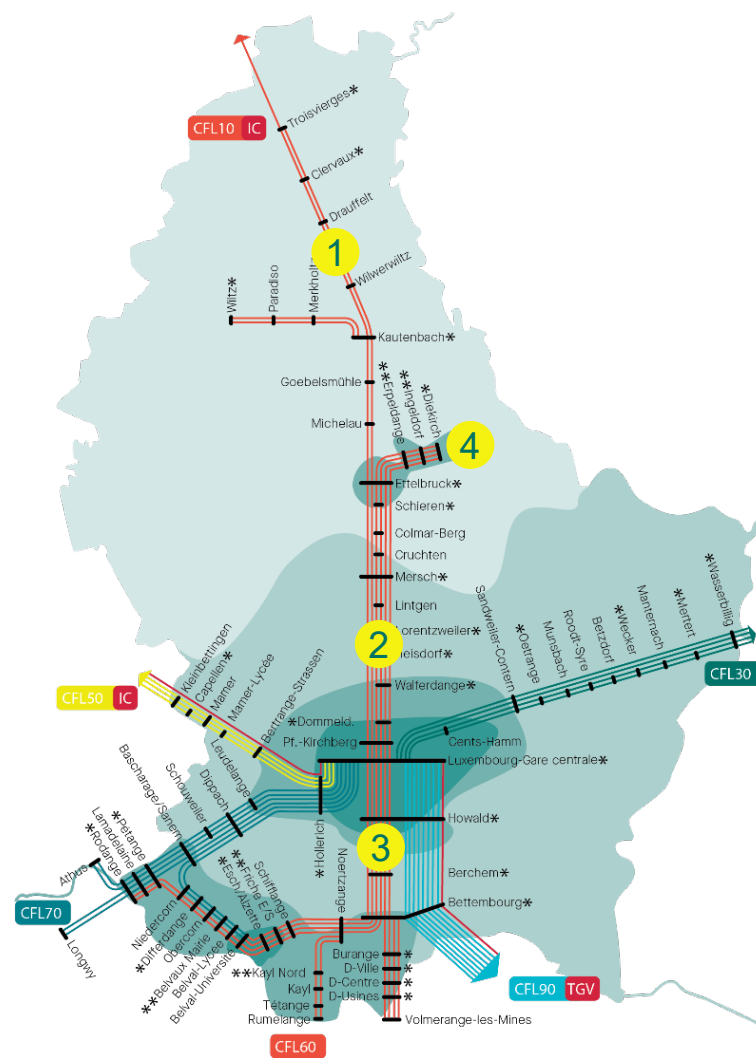 Troisvierges*
CFL10 IC
Clervaux*
Drauffelt
1
Wilwerwiltz
Wiltz*
Paradiso
Merkholtz
Kautenbach*
Goebelsmühle
**Erpeldange
**Ingeldorf
*Diekirch
Michelau
4
Ettelbruck*
Schieren*
Colmar-Berg
Cruchten
Mersch*
Lintgen
2
Lorentzweiler*
Heisdorf*
Walferdange*
*Dommeld.
Pf.-Kirchberg
Sandweiler-Contern
*Oetrange
Munsbach
Roodt-Syre
Betzdorf
*Wecker
Manternach
*Mertert
*Wasserbillig
CFL30
Cents-Hamm
Luxembourg-Gare centrale*
Kleinbettingen
Capellen*
Mamer
Mamer-Lycée
Bertrange-Strassen
CFL50 IC
Leudelange
Dippach
Schouweiler
Bascharage/Sanem
*Pétange
Lamadelaine
*Rodange
Athus
CFL70
Longwy
*Hollerich
Howald*
3
Noertzange
Schifflange
**Friche E/S
*Esch/Alzette
Berchem*
Bettembourg*
Niedercorn
*Differdange
Obercorn
**Belvaux Mairie
Belval-Lycée
Belval-Université
**Kayl Nord
Kayl
Tétange
Rumelange
CFL60
Burange *
D-Ville *
D-Centre *
D-Usines *
Volmerange-les-Mines
CFL90 TGV